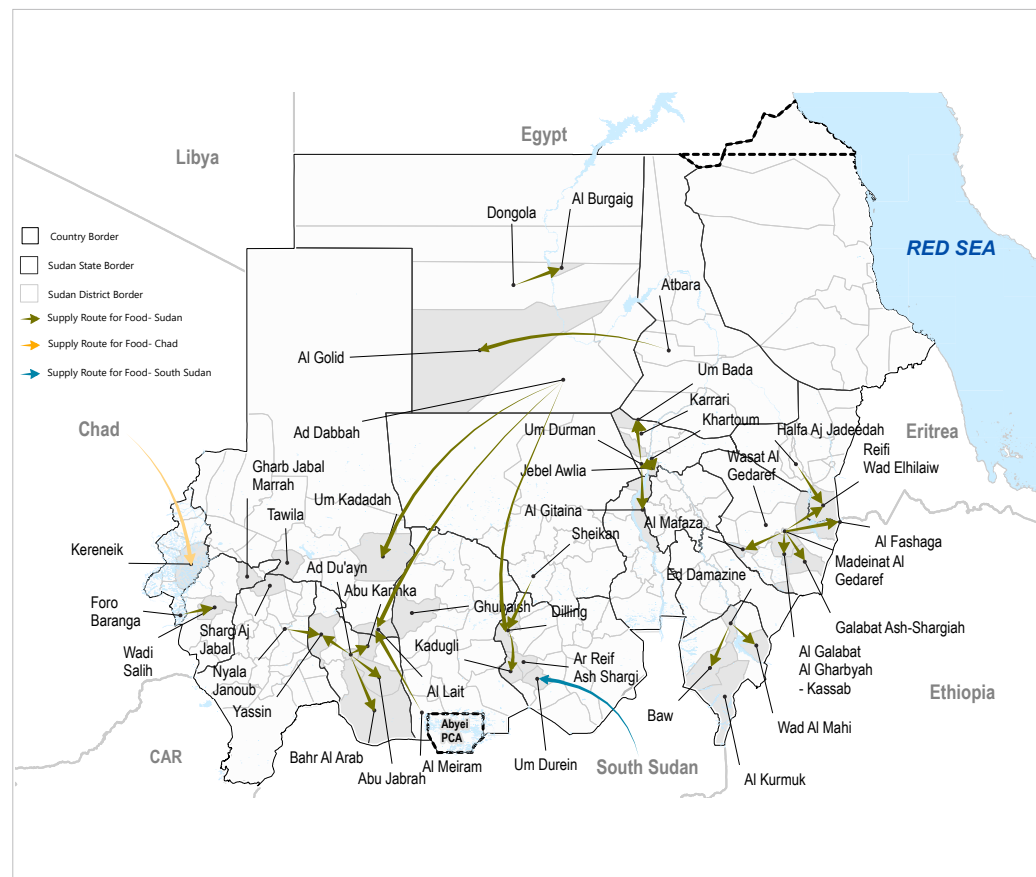 Egypt
Libya
Dongola
Al Burgaig
Country Border
Sudan State Border
Sudan District Border
Supply Route for Food- Sudan
Supply Route for Food- Chad
Supply Route for Food- South Sudan
RED SEA
Atbara
Al Golid
Um Bada
Karrari
Khartoum
Chad
Ad Dabbah
Um Durman
Halfa Aj Jadeedah
Eritrea
Reifi
Wad Elhilaiw
Wasat Al
Gedaref
Gharb Jabal
Marrah
Jebel Awlia
Um Kadadah
Tawila
Al Gitaina
Al Mafaza
Sheikan
Al Fashaga
Kereneik
Madeinat Al
Gedaref
Ad Du'ayn
Ed Damazine
Abu Karinka
Foro
Baranga
Ghubaish
Dilling
Galabat Ash-Shargiah
Sharg Aj
Jabal
Wadi
Salih
Kadugli
Al Galabat
Al Gharbyah
- Kassab
Ar Reif
Ash Shargi
Nyala
Janoub
Al Lait
Ethiopia
Yassin
Baw
Wad Al Mahi
Abyei
PCA
CAR
Bahr Al Arab
Al Meiram
Um Durein
South Sudan
Abu Jabrah
Al Kurmuk